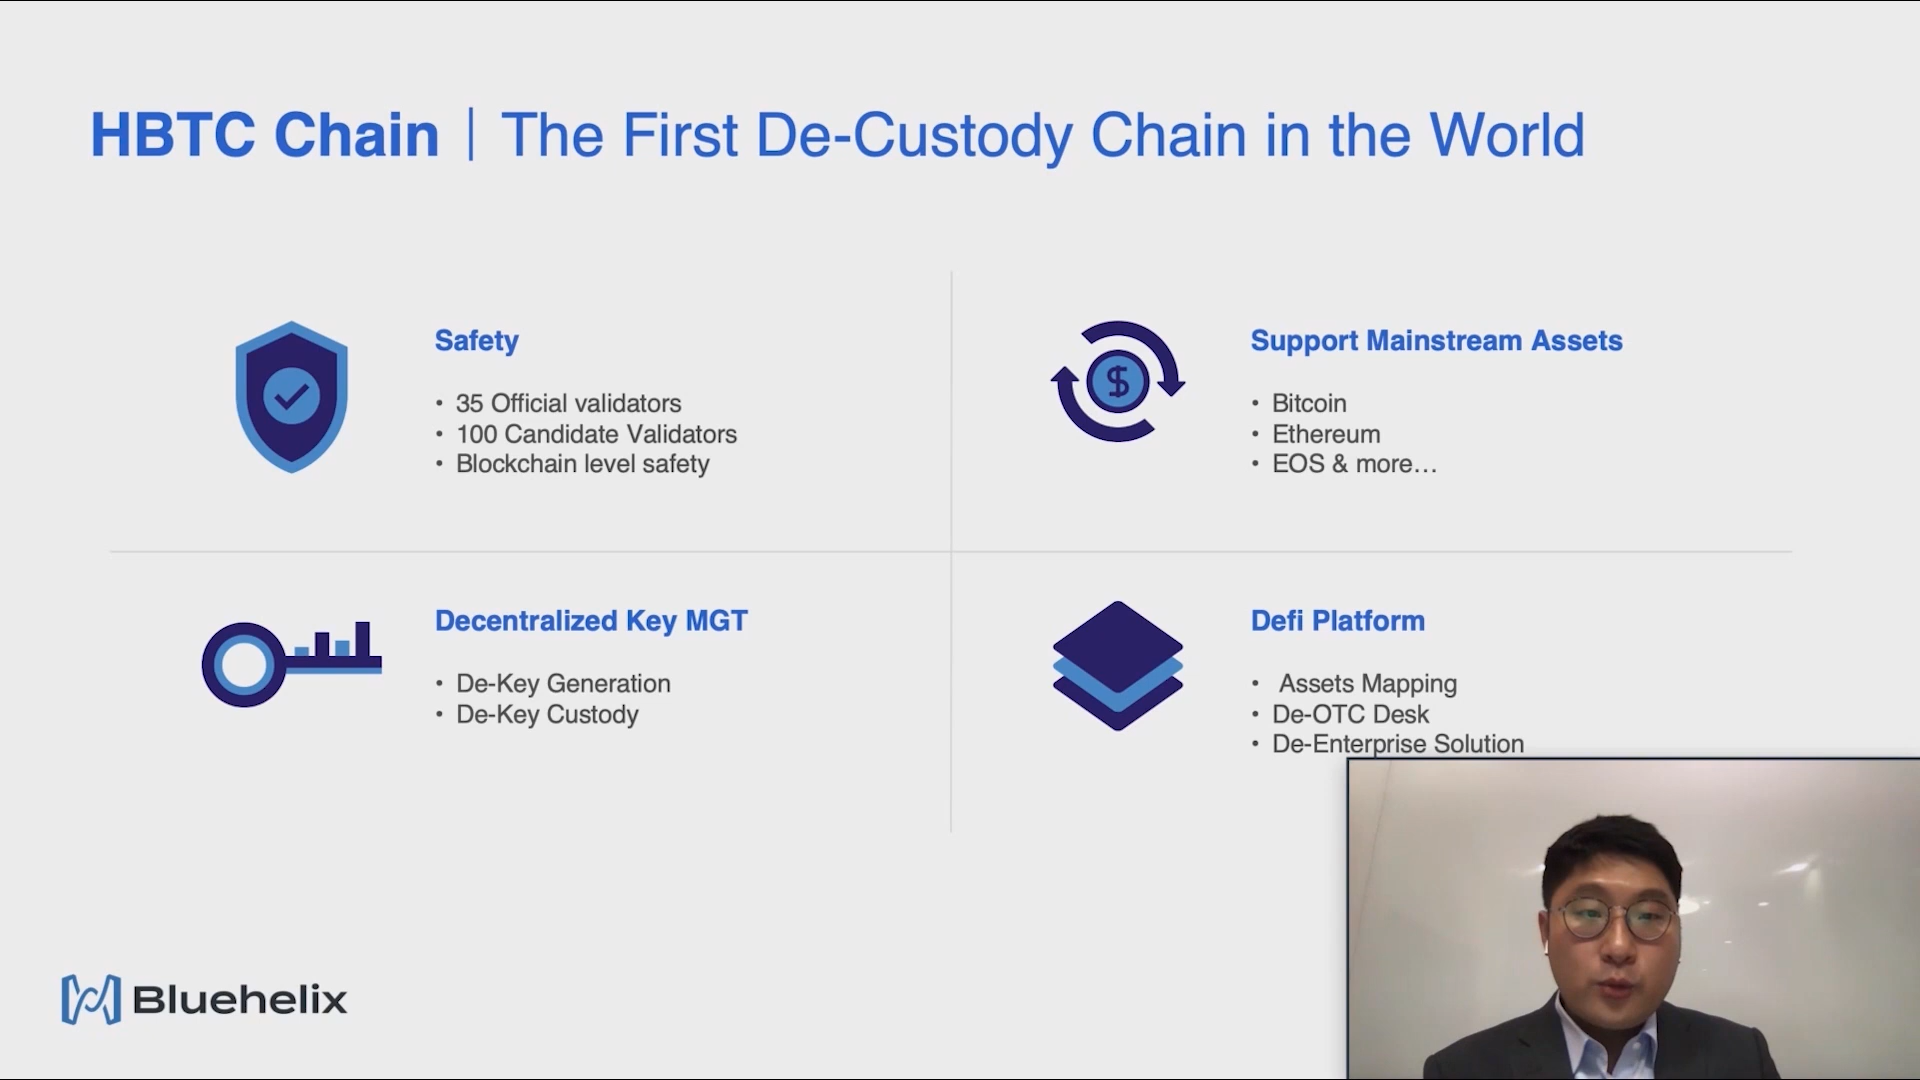 HBTC Chain | The First De-Custody Chain in the World
Safety
• 35 Official validators
• 100 Candidate Validators
• Blockchain level safety
Support Mainstream Assets
• Bitcoin
• Ethereum
• EOS & more…
Decentralized Key MGT
• De-Key Generation
• De-Key Custody
Defi Platform
• Assets Mapping
• De-OTC Desk
• De-Enterprise Solution
Bluehelix